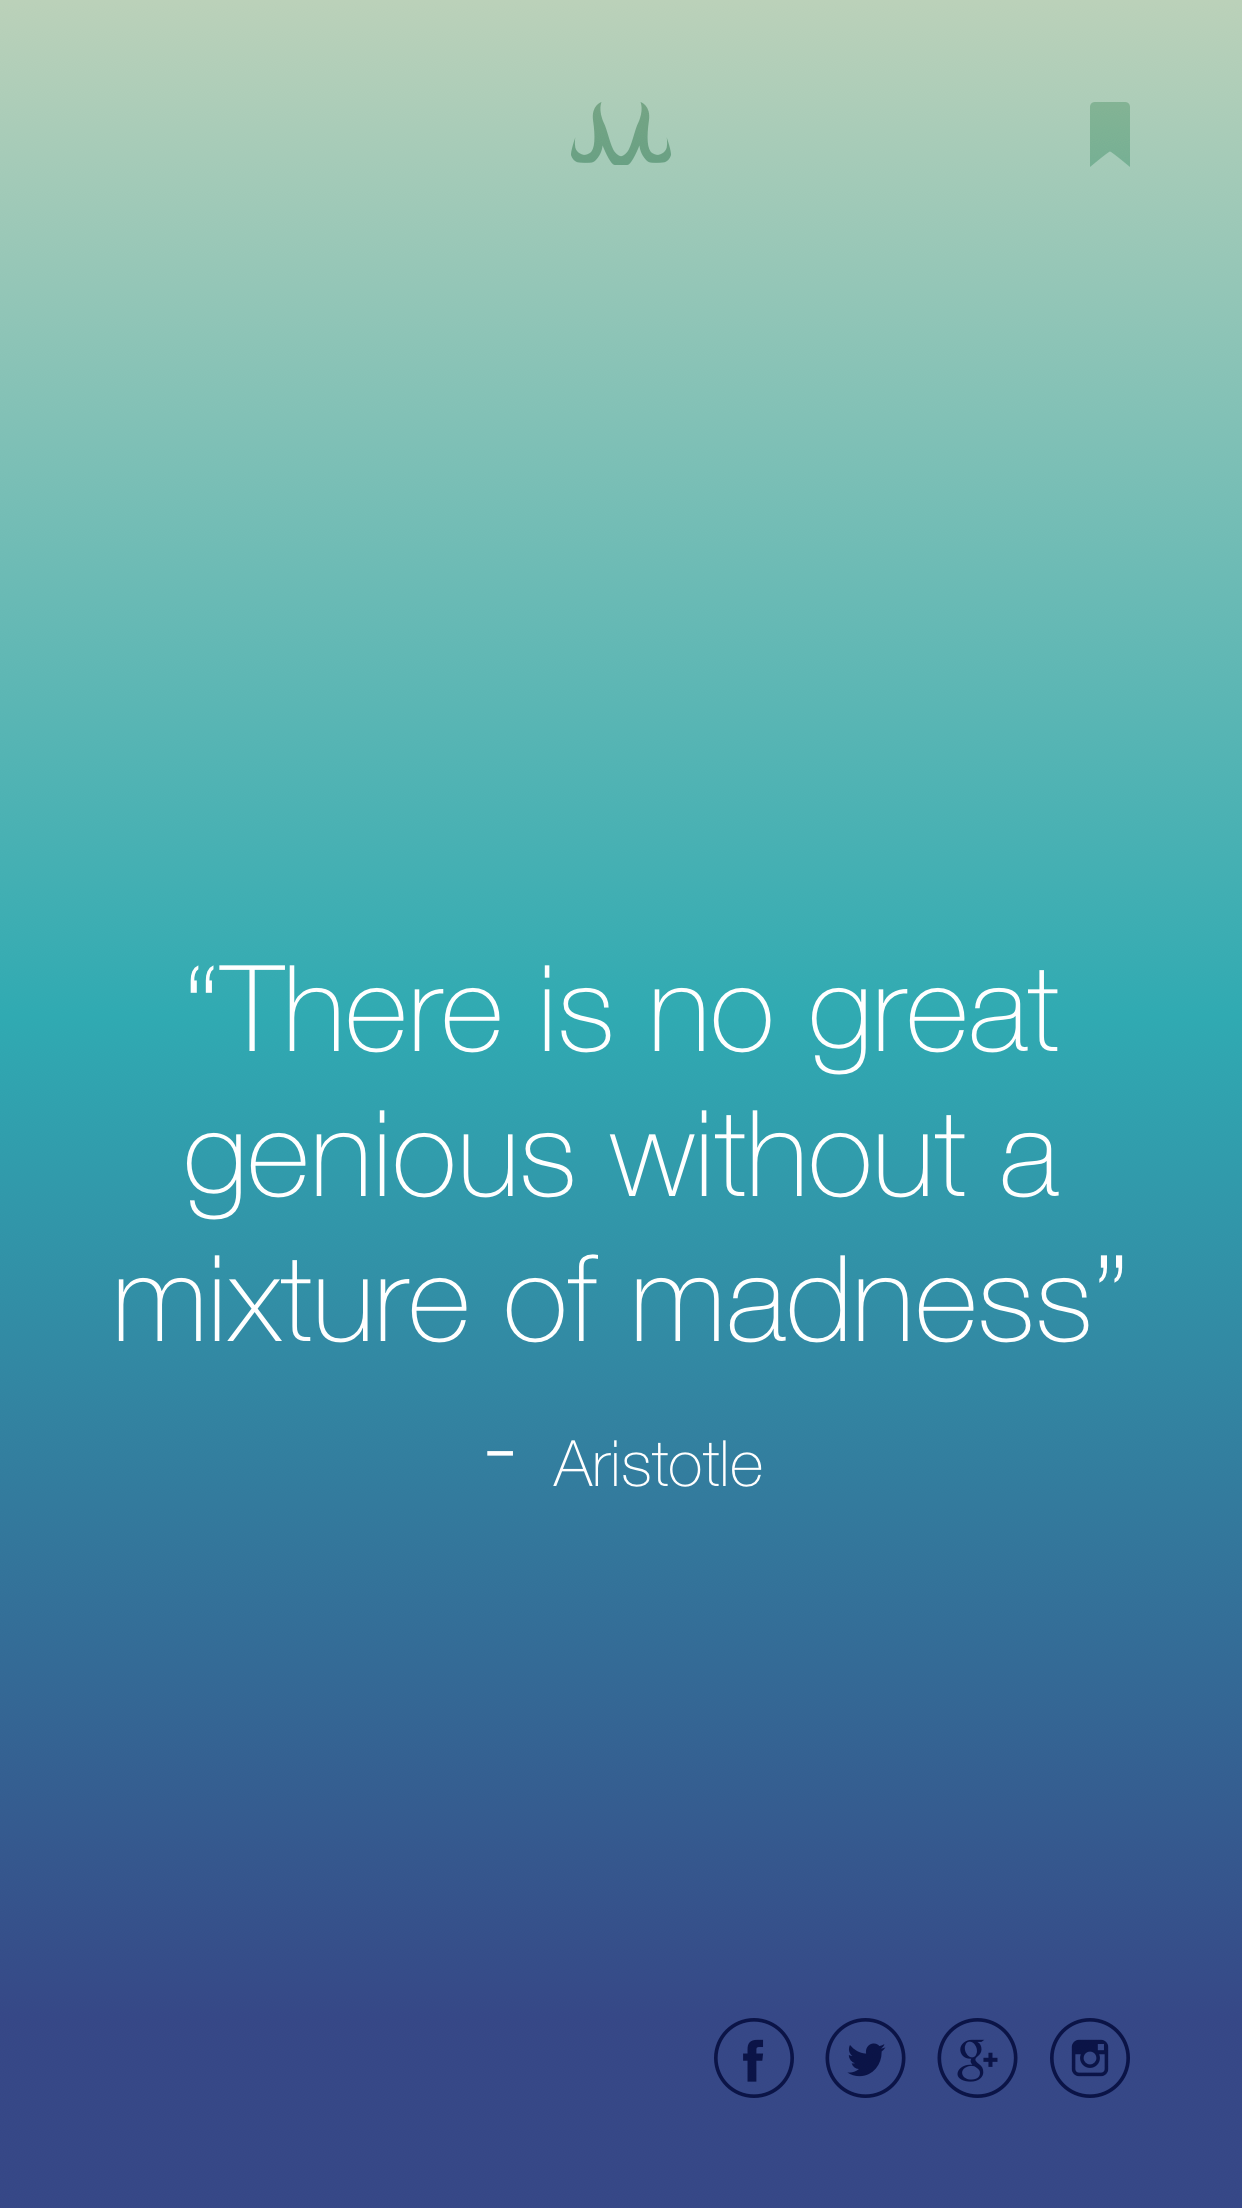 “There is no great
genious without a
mixture of madness”
- Aristotle